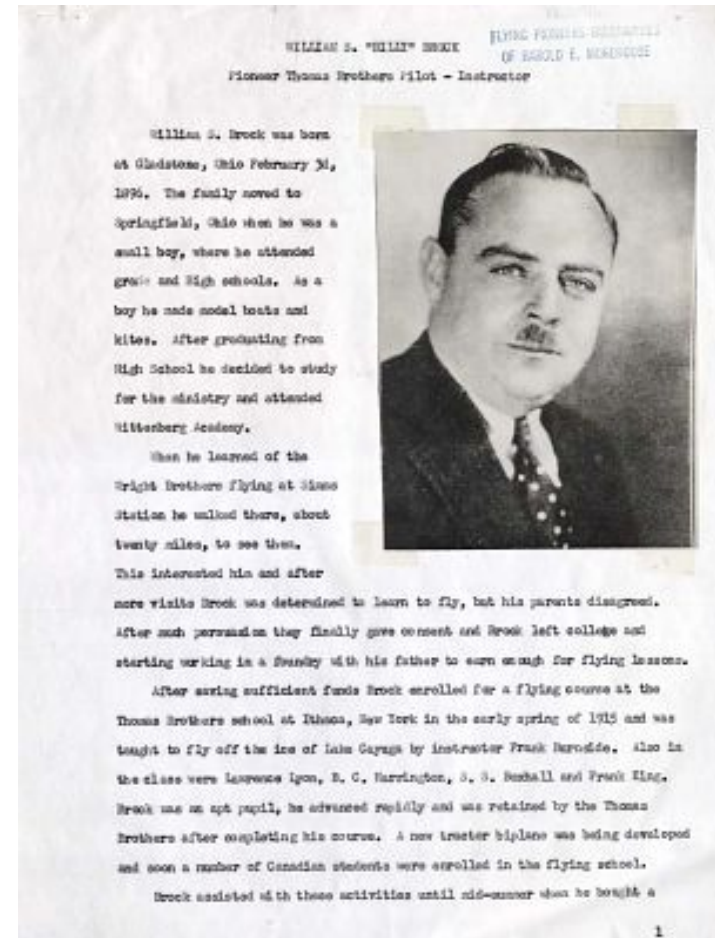 FLYING PIONEERS BIOGRAPHIES
OF HAROLD E. MOREHOUSE
WILLIAM S. "BILLY" BROCK
Pioneer Thomas Brothers Pilot - Instructor
William S. Brock was born
at Gladstone, Ohio February 3d,
1896. The family moved to
Springfield, Ohio when he was a
small boy, where he attended
grade and High schools. As a
boy he made model boats and
kites. After graduating from
High School he decided to study
for the ministry and attended
Wittenberg Academy.
When he learned of the
Wright Brothers flying at Simms
Station he walked there, about
twenty miles, to see them.
This interested him and after
more visits Brock was determined to learn to fly, but his parents disagreed.
After much persuasion they finally gave consent and Brock left college and
starting working in a foundry with his father to earn enough for flying lessons.
After saving sufficient funds Brock enrolled for a flying course at the
Thomas Brothers school at Ithaca, New York in the early spring of 1915 and was
taught to fly off the ice of Lake Cayuga by instructor Frank Burnside. Also in
the class were Laurence Lyon, B. C. Harrington, S. S. Boxhall and Frank King.
Brock was an apt pupil, he advanced rapidly and was retained by the Thomas
Brothers after completing his course. A new tractor biplane was being developed
and soon a number of Canadian students were enrolled in the flying school.
Brock assisted with these activities until mid-summer when he bought a
1